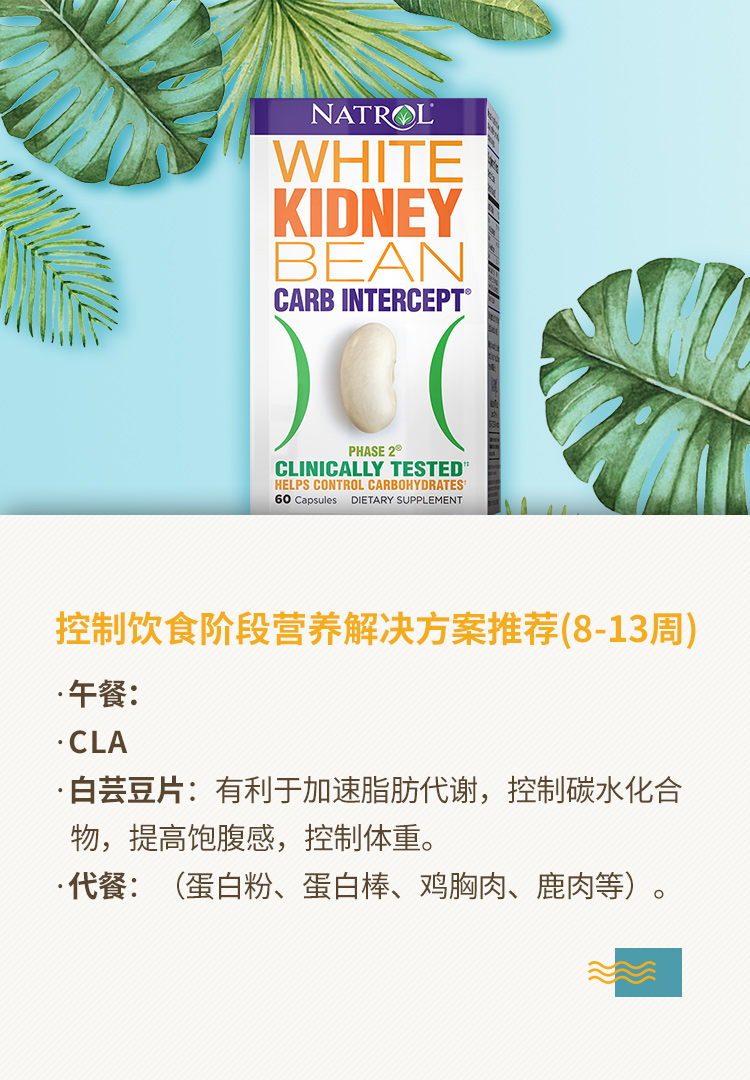 NATROL®
WHITE
KIDNEY
BEAN
CARB INTERCEPT®
PHASE 2®
CLINICALLY TESTED†‡
HELPS CONTROL CARBOHYDRATES†
60 Capsules DIETARY SUPPLEMENT
控制饮食阶段营养解决方案推荐(8-13周)
·午餐：
·CLA
·白芸豆片：有利于加速脂肪代谢，控制碳水化合
物，提高饱腹感，控制体重。
·代餐：（蛋白粉、蛋白棒、鸡胸肉、鹿肉等）。